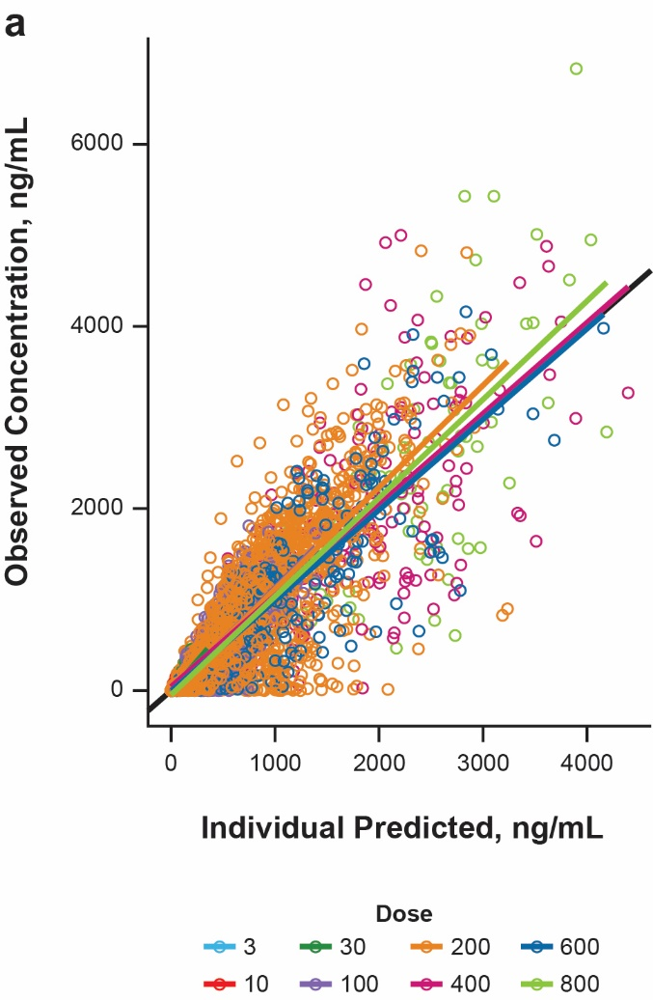 a
Observed Concentration, ng/mL
6000
4000
2000
0
0 1000 2000 3000 4000
Individual Predicted, ng/mL
Dose
3 30 200 600
10 100 400 800